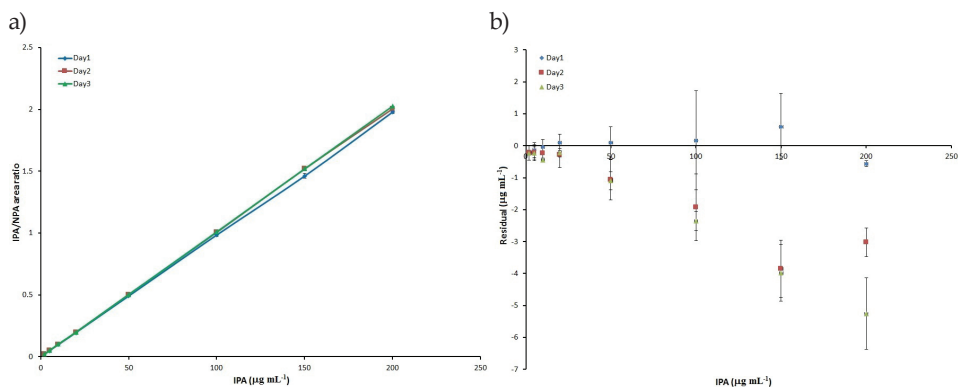 a)
Day1
Day2
Day3
2.5
2
1.5
1
0.5
0
0
50
100
150
200
250
IPA/NPA area ratio
IPA (µg mL⁻¹)
b)
Day1
Day2
Day3
3
2
1
0
-1
-2
-3
-4
-5
-6
-7
0
50
100
150
200
250
Residual (µg mL⁻¹)
IPA (µg mL⁻¹)